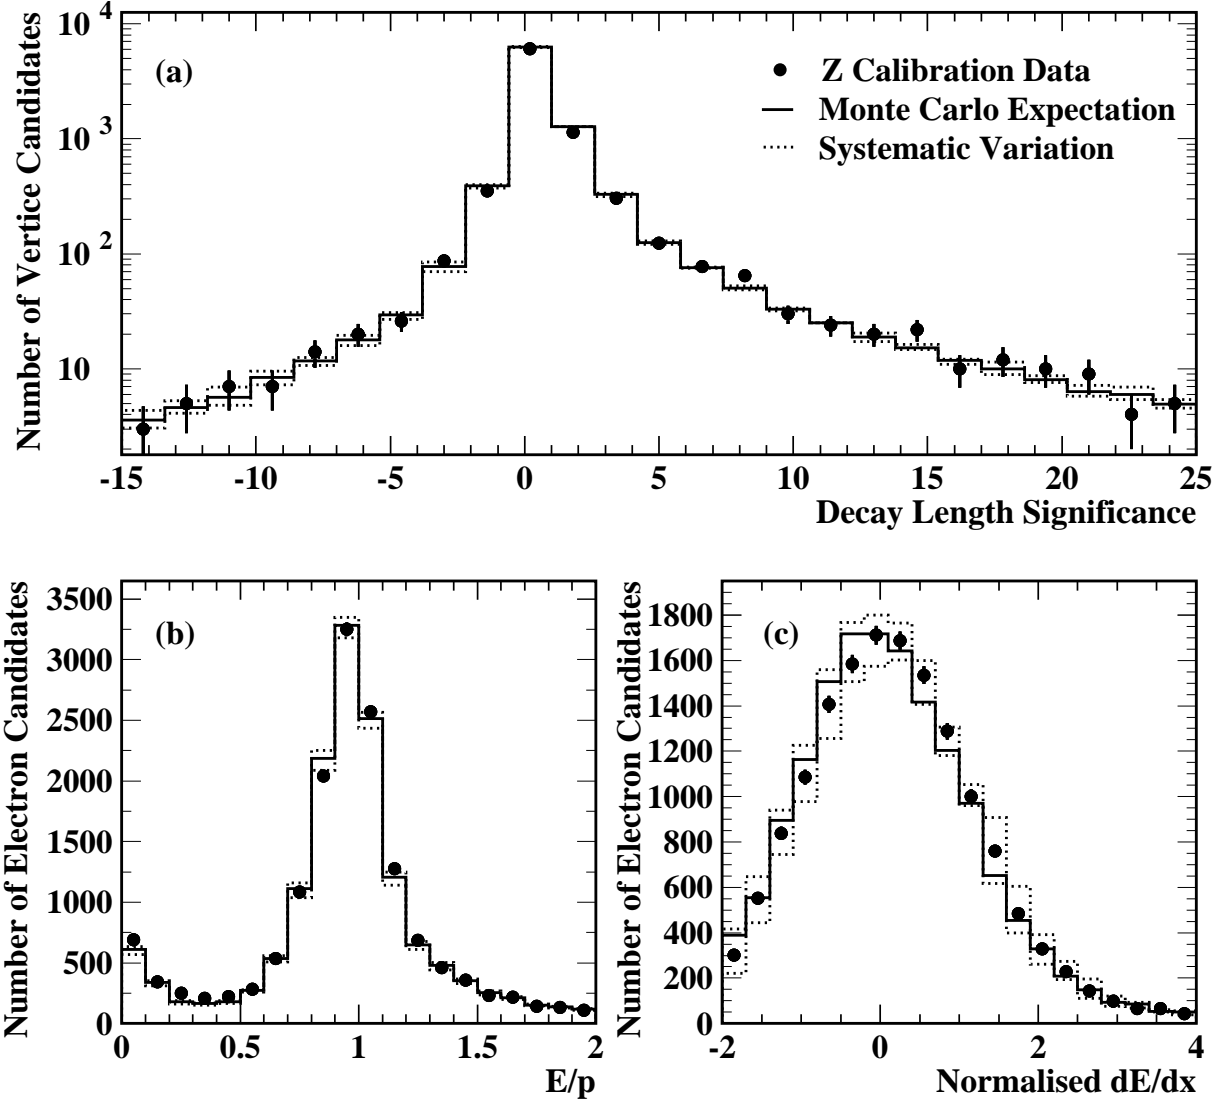 Number of Vertice Candidates
10 4
10 3
10 2
10
(a)
Z Calibration Data
Monte Carlo Expectation
Systematic Variation
-15 -10 -5 0 5 10 15 20 25
Decay Length Significance
Number of Electron Candidates
3500
3000
2500
2000
1500
1000
500
0
(b)
0 0.5 1 1.5 2
E/p
Number of Electron Candidates
1800
1600
1400
1200
1000
800
600
400
200
0
(c)
-2 0 2 4
Normalised dE/dx